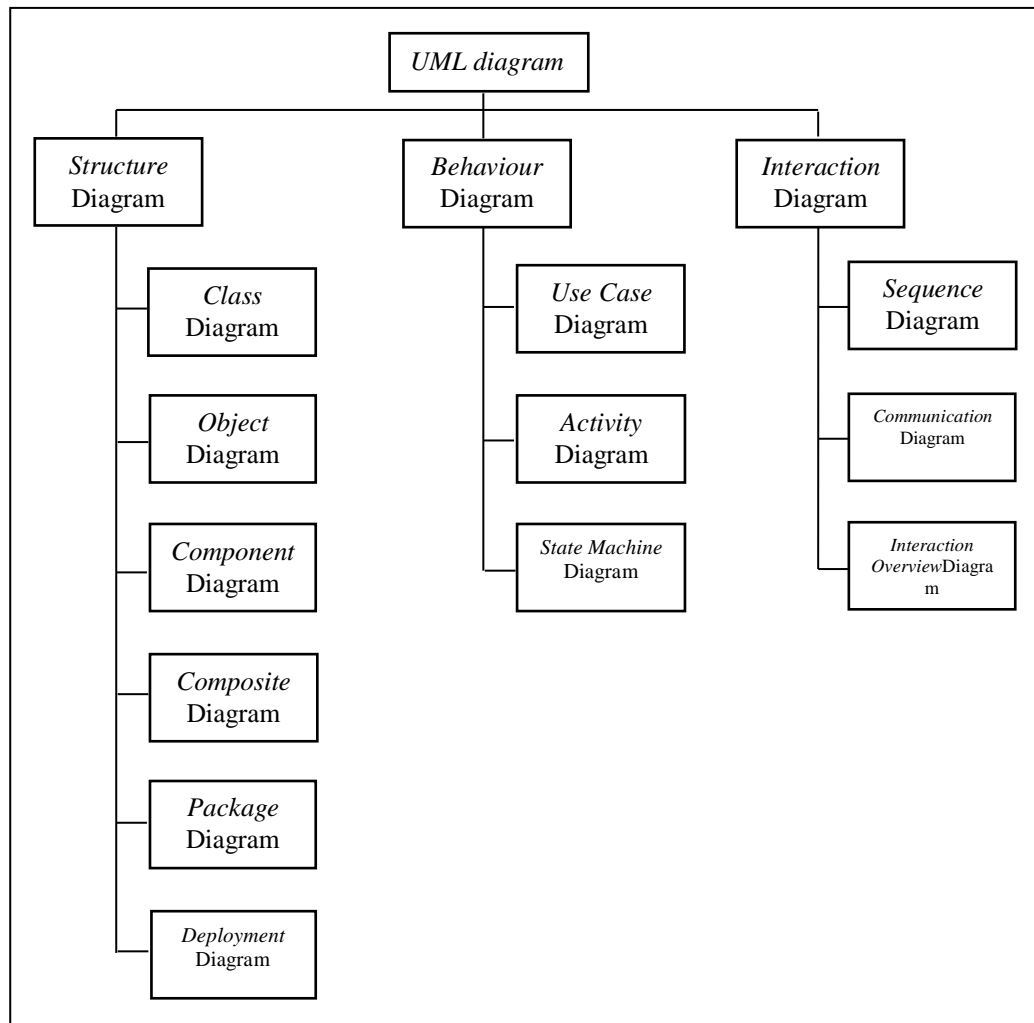 UML diagram
Structure
Diagram
Behaviour
Diagram
Interaction
Diagram
Class
Diagram
Object
Diagram
Component
Diagram
Composite
Diagram
Package
Diagram
Deployment
Diagram
Use Case
Diagram
Activity
Diagram
State Machine
Diagram
Sequence
Diagram
Communication
Diagram
Interaction
OverviewDiagra
m